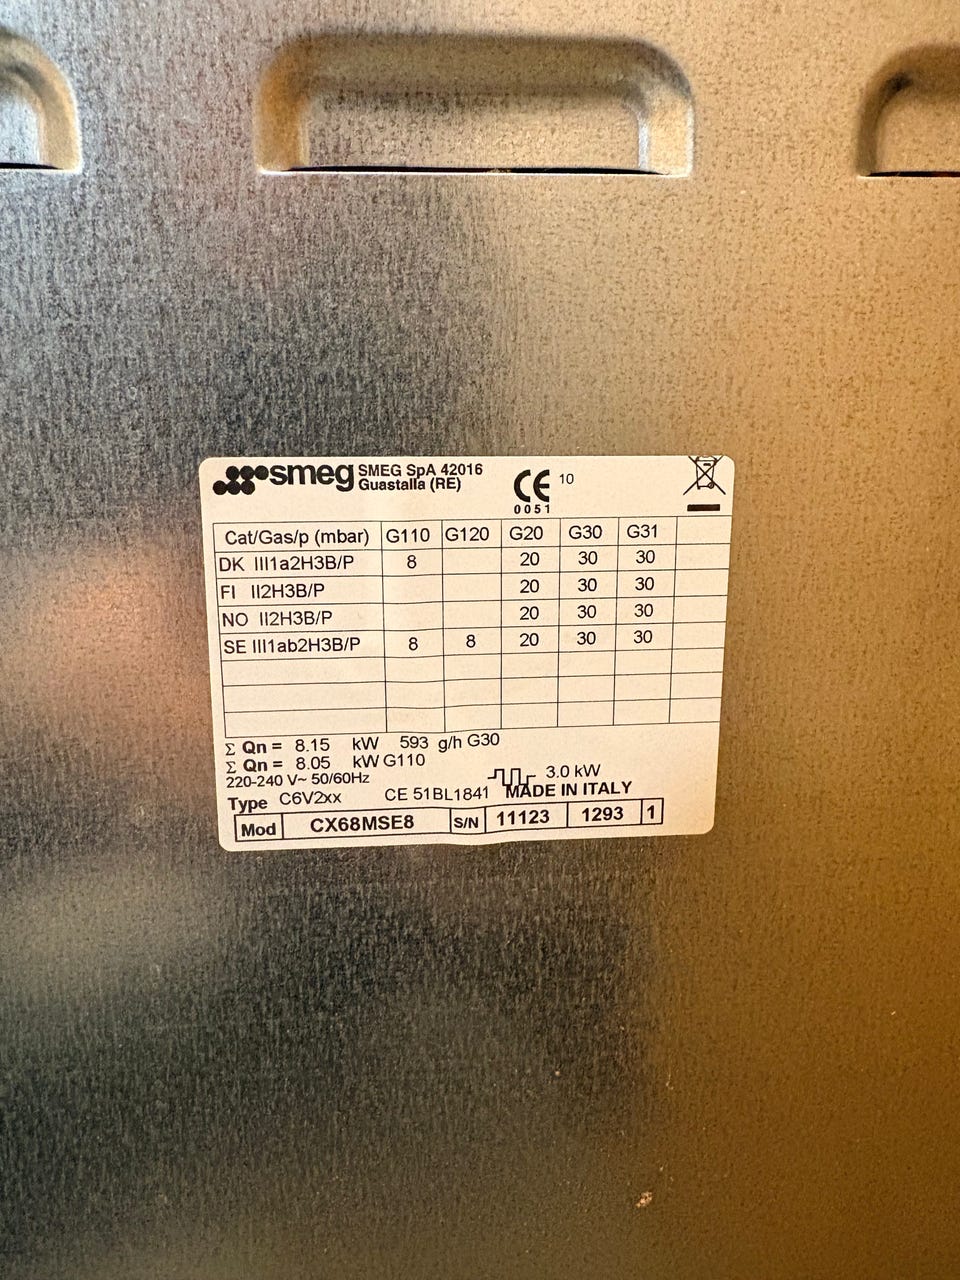 smeg SMEG SpA 42016
Guastalla (RE)
CE 10
0051
Cat/Gas/p (mbar) G110 G120 G20 G30 G31
DK III1a2H3B/P 8 20 30 30
FI II2H3B/P 20 30 30
NO II2H3B/P 20 30 30
SE III1ab2H3B/P 8 8 20 30 30
Σ Qn = 8.15 kW 593 g/h G30
Σ Qn = 8.05 kW G110
220-240 V~ 50/60Hz 3.0 kW
Type C6V2xx CE 51BL1841 MADE IN ITALY
Mod CX68MSE8 S/N 11123 1293 1